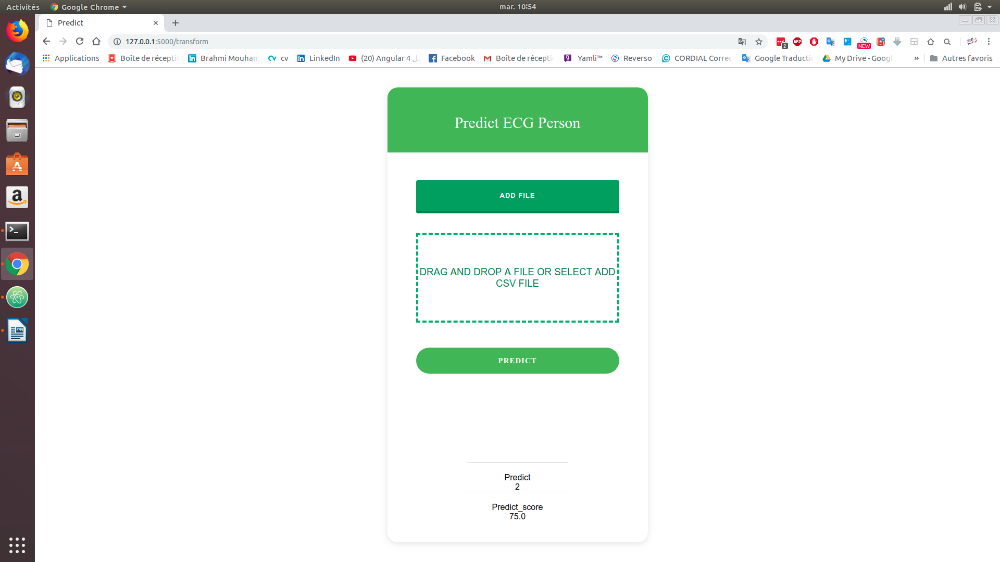 Activités Google Chrome mar. 10:54
Predict
127.0.0.1:5000/transform
2 ABP NEW
Applications Boîte de récepti Brahmi Mouham cv LinkedIn (20) Angular 4 Facebook Boîte de récepti Yamli™ Reverso CORDIAL Correc Google Traducti My Drive - Googl » Autres favoris
Predict ECG Person
ADD FILE
DRAG AND DROP A FILE OR SELECT ADD
CSV FILE
PREDICT
Predict
2
Predict_score
75.0